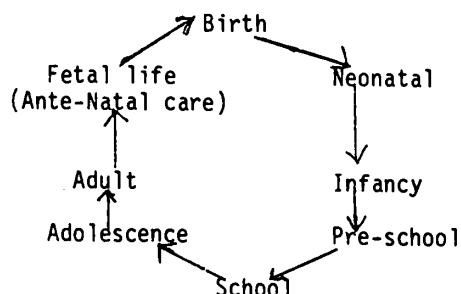 Birth
Fetal life
(Ante-Natal care)
Neonatal
Adult
Infancy
Adolescence
Pre-school
School